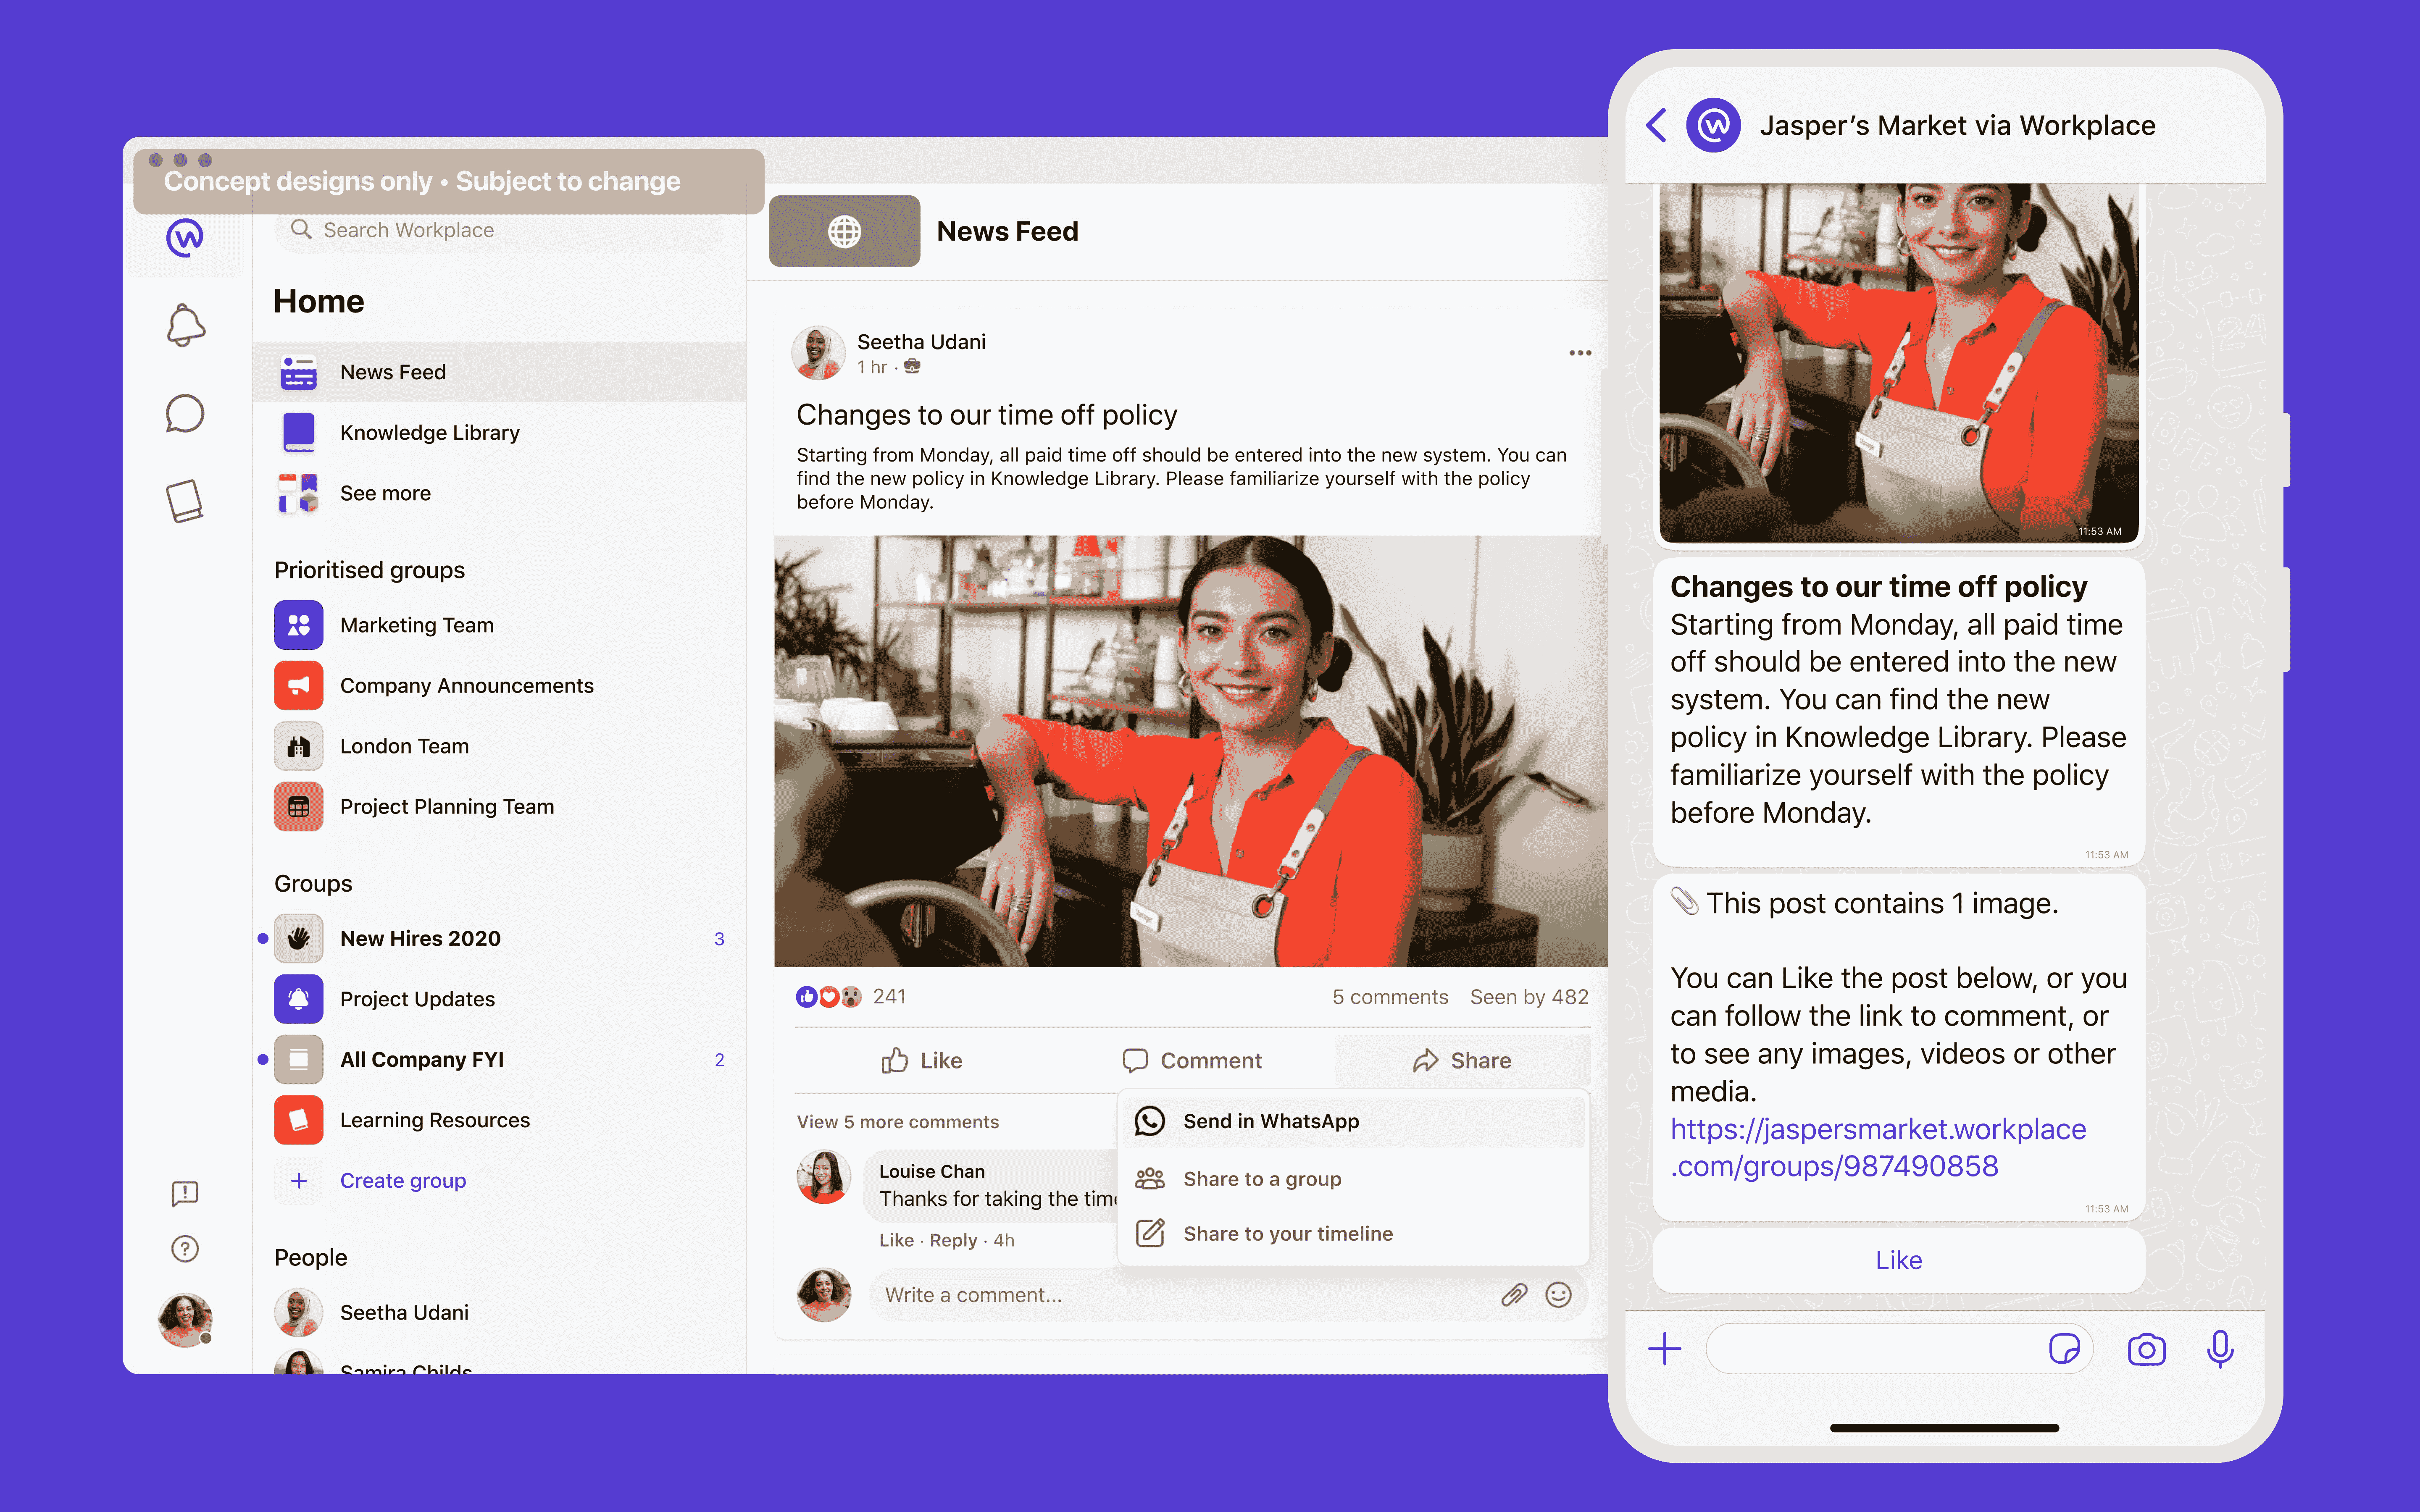 Concept designs only • Subject to change
Search Workplace
Home
News Feed
Knowledge Library
See more
Prioritised groups
Marketing Team
Company Announcements
London Team
Project Planning Team
Groups
New Hires 2020
3
Project Updates
All Company FYI
2
Learning Resources
+ Create group
People
Seetha Udani
Samira Childs
News Feed
Seetha Udani
1 hr ·
Changes to our time off policy
Starting from Monday, all paid time off should be entered into the new system. You can
find the new policy in Knowledge Library. Please familiarize yourself with the policy
before Monday.
241
5 comments Seen by 482
Like
Comment
Share
View 5 more comments
Send in WhatsApp
Share to a group
Share to your timeline
Louise Chan
Thanks for taking the time
Like · Reply · 4h
Write a comment...
Jasper's Market via Workplace
11:53 AM
Changes to our time off policy
Starting from Monday, all paid time
off should be entered into the new
system. You can find the new
policy in Knowledge Library. Please
familiarize yourself with the policy
before Monday.
11:53 AM
This post contains 1 image.
You can Like the post below, or you
can follow the link to comment, or
to see any images, videos or other
media.
https://jaspersmarket.workplace
.com/groups/987490858
11:53 AM
Like